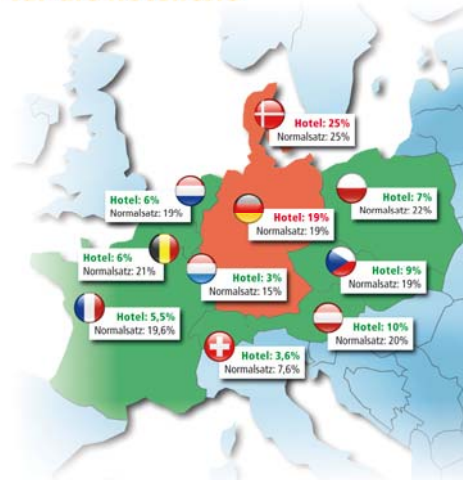 Hotel: 25%
Normalsatz: 25%
Hotel: 6%
Normalsatz: 19%
Hotel: 19%
Normalsatz: 19%
Hotel: 7%
Normalsatz: 22%
Hotel: 6%
Normalsatz: 21%
Hotel: 3%
Normalsatz: 15%
Hotel: 9%
Normalsatz: 19%
Hotel: 5,5%
Normalsatz: 19,6%
Hotel: 3,6%
Normalsatz: 7,6%
Hotel: 10%
Normalsatz: 20%